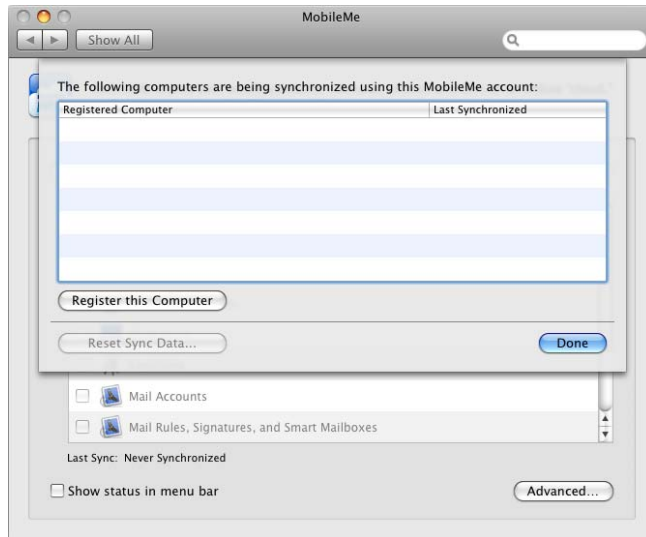 MobileMe
Show All
The following computers are being synchronized using this MobileMe account:
Registered Computer Last Synchronized
Register this Computer
Reset Sync Data... Done
Mail Accounts
Mail Rules, Signatures, and Smart Mailboxes
Last Sync: Never Synchronized
Show status in menu bar Advanced...